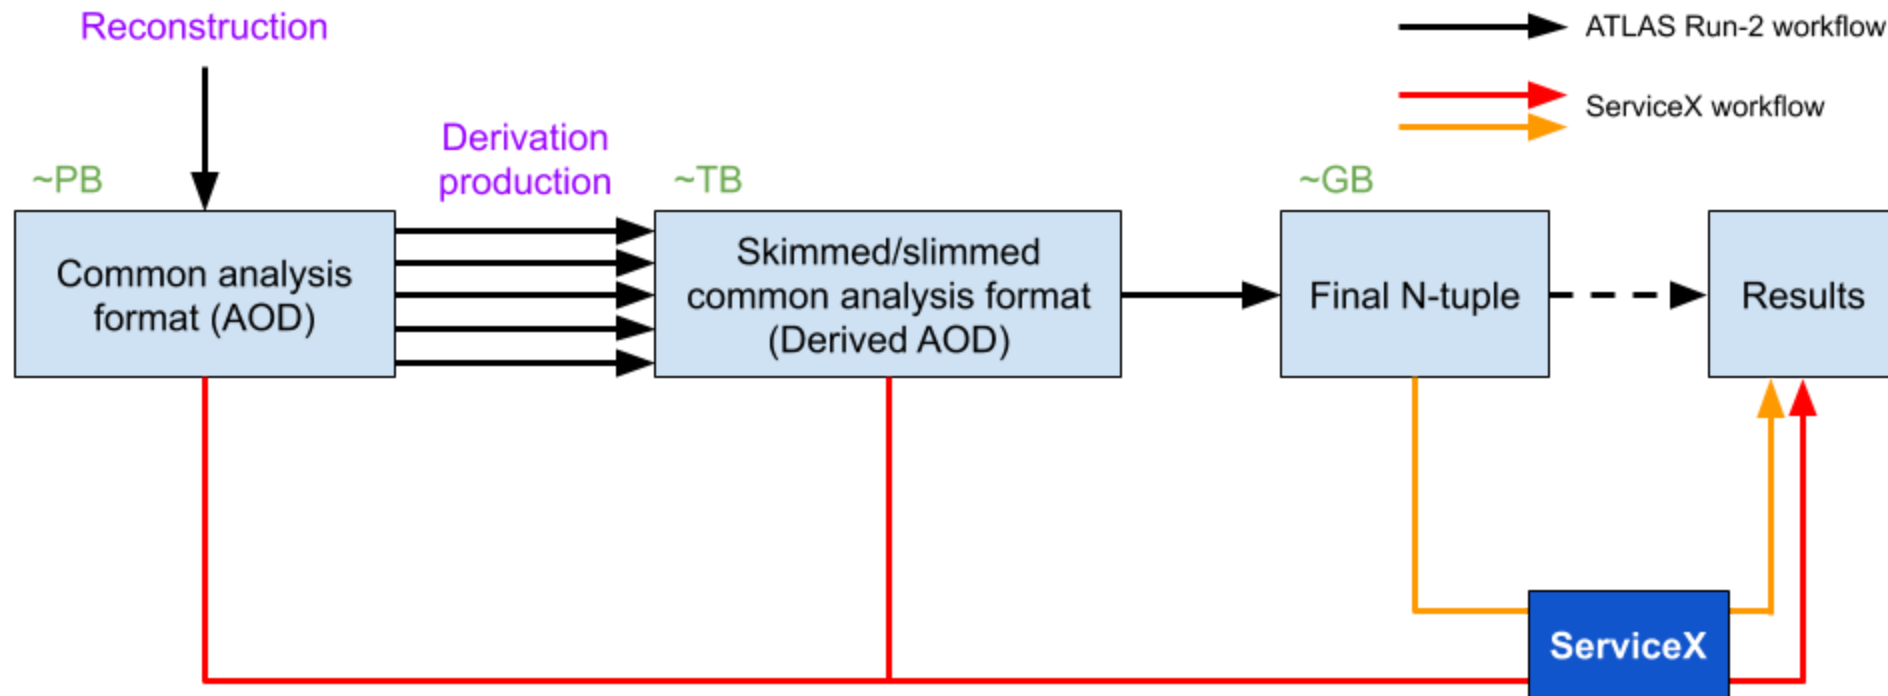 Reconstruction
ATLAS Run-2 workflow
ServiceX workflow
Derivation
production
~PB
~TB
~GB
Common analysis
format (AOD)
Skimmed/slimmed
common analysis format
(Derived AOD)
Final N-tuple
Results
ServiceX